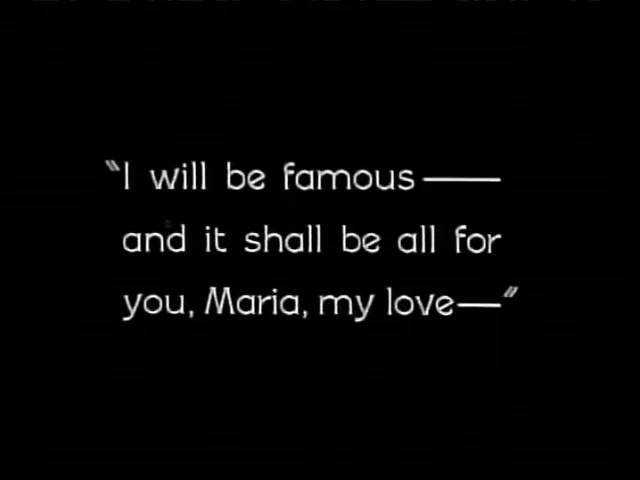 "I will be famous——
and it shall be all for
you, Maria, my love—"